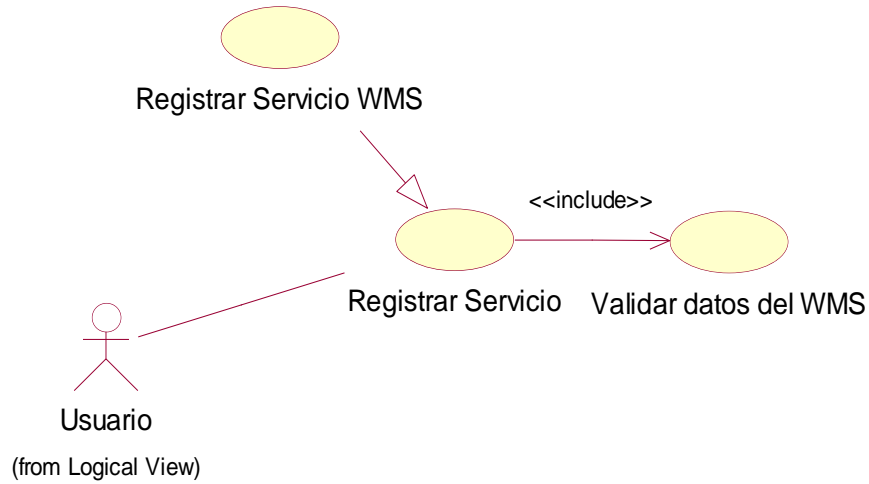 Registrar Servicio WMS
<<include>>
Registrar Servicio
Validar datos del WMS
Usuario
(from Logical View)